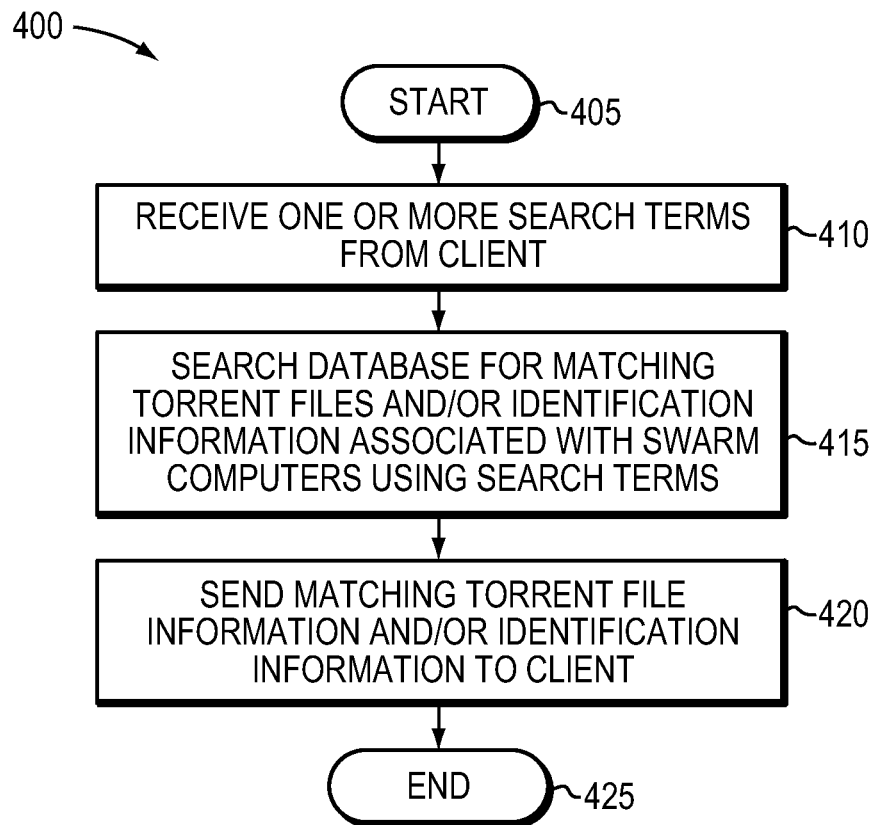 400
START
405
RECEIVE ONE OR MORE SEARCH TERMS
FROM CLIENT
410
SEARCH DATABASE FOR MATCHING
TORRENT FILES AND/OR IDENTIFICATION
INFORMATION ASSOCIATED WITH SWARM
COMPUTERS USING SEARCH TERMS
415
SEND MATCHING TORRENT FILE
INFORMATION AND/OR IDENTIFICATION
INFORMATION TO CLIENT
420
END
425